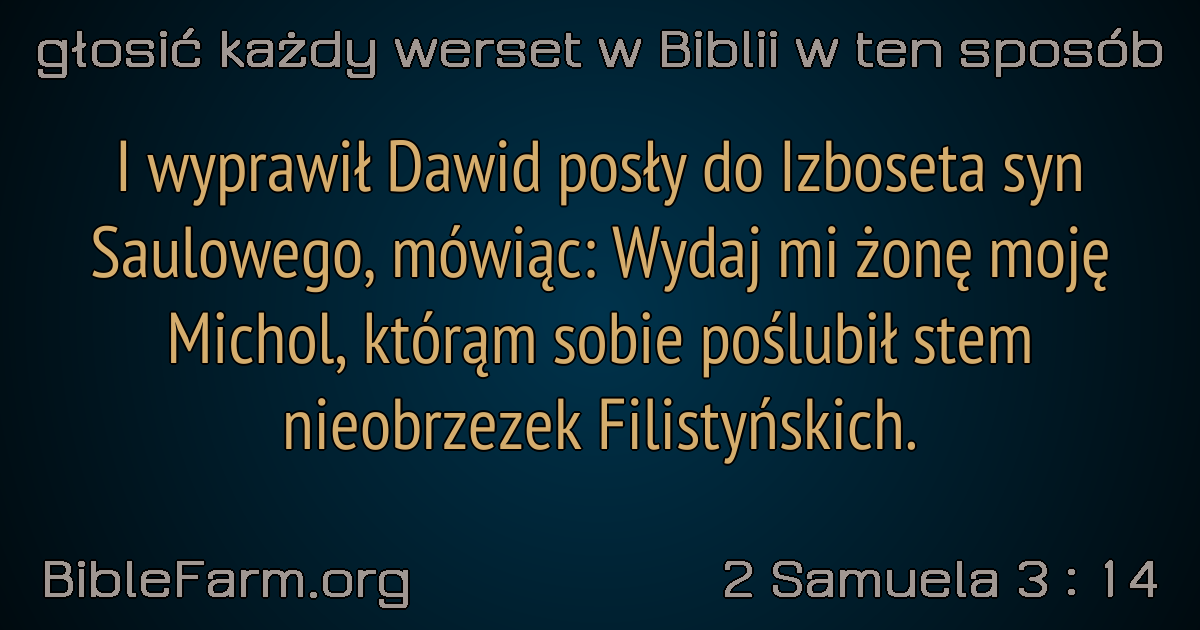 głosić każdy werset w Biblii w ten sposób
I wyprawił Dawid posły do Izboseta syn
Saulowego, mówiąc: Wydaj mi żonę moję
Michol, którąm sobie poślubił stem
nieobrzezek Filistyńskich.
BibleFarm.org
2 Samuela 3 : 14